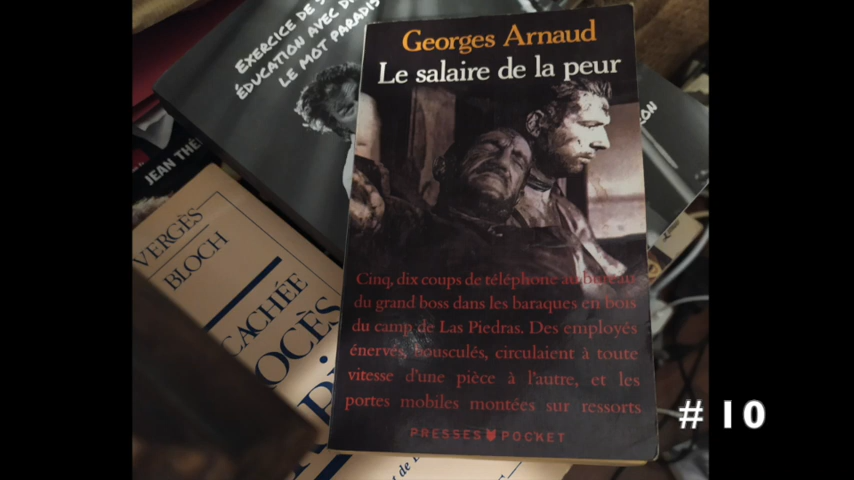 Georges Arnaud
Le salaire de la peur
Cinq, dix coups de téléphone au bureau
du grand boss dans les baraques en bois
du camp de Las Piedras. Des employés
énervés, bousculés, circulaient à toute
vitesse d'une pièce à l'autre, et les
portes mobiles montées sur ressorts
PRESSES POCKET
EXERCICE DE
ÉDUCATION AVEC
LE MOT PARADIS
JEAN
VERGÈS
BLOCH
CACHÉE
OCÈS
# 10